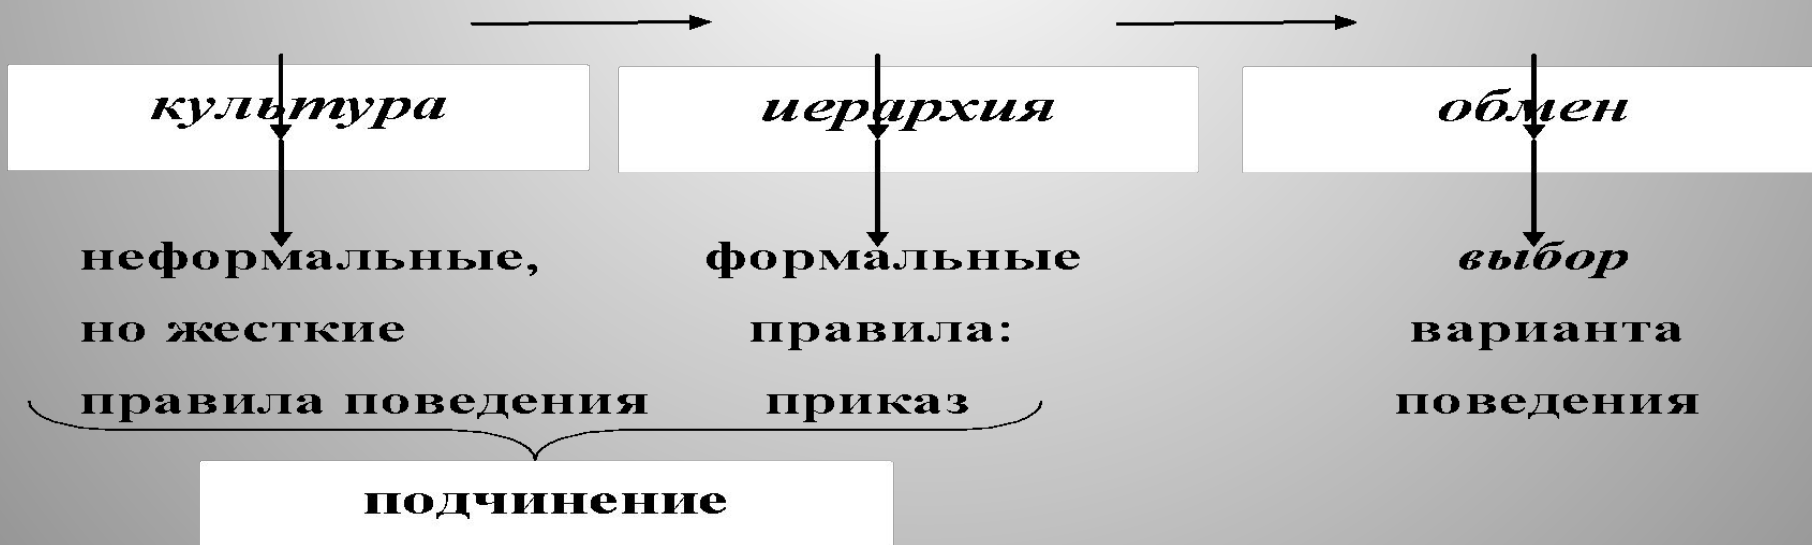 культура
иерархия
обмен
неформальные,
но жесткие
правила поведения
формальные
правила:
приказ
выбор
варианта
поведения
подчинение